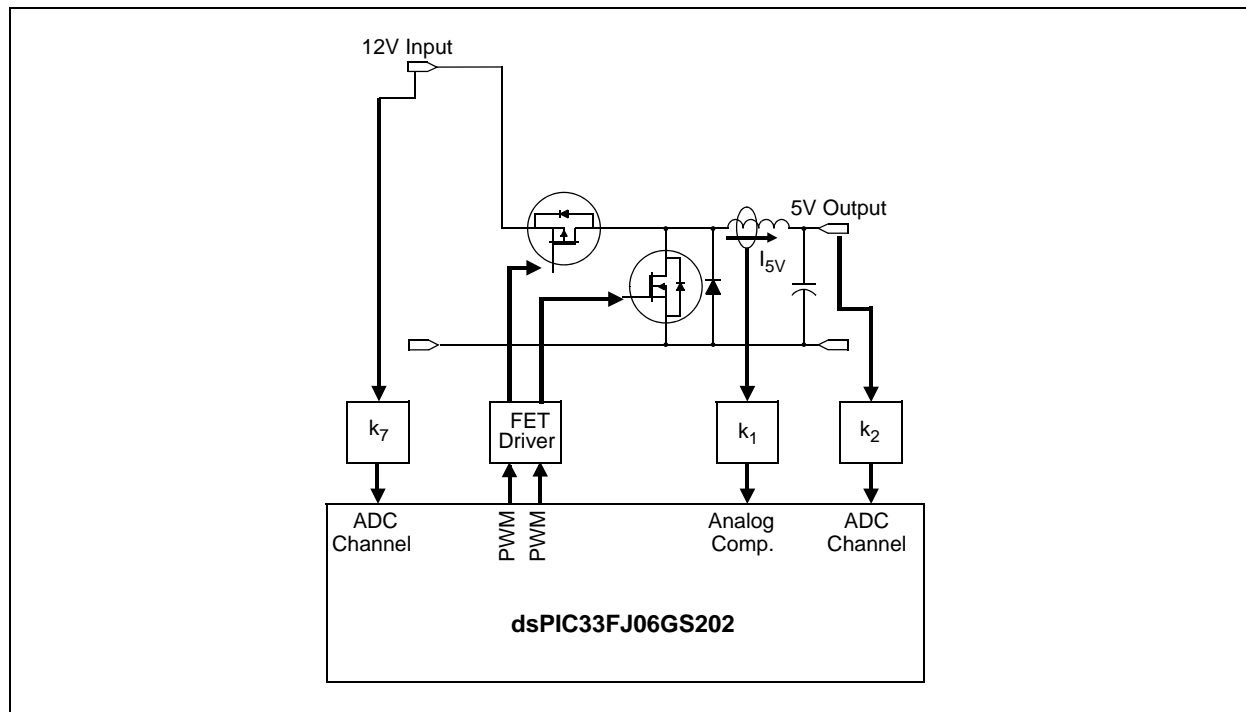 12V Input
5V Output
I5V
k7
FET
Driver
k1
k2
ADC
Channel
PWM
PWM
Analog
Comp.
ADC
Channel
dsPIC33FJ06GS202